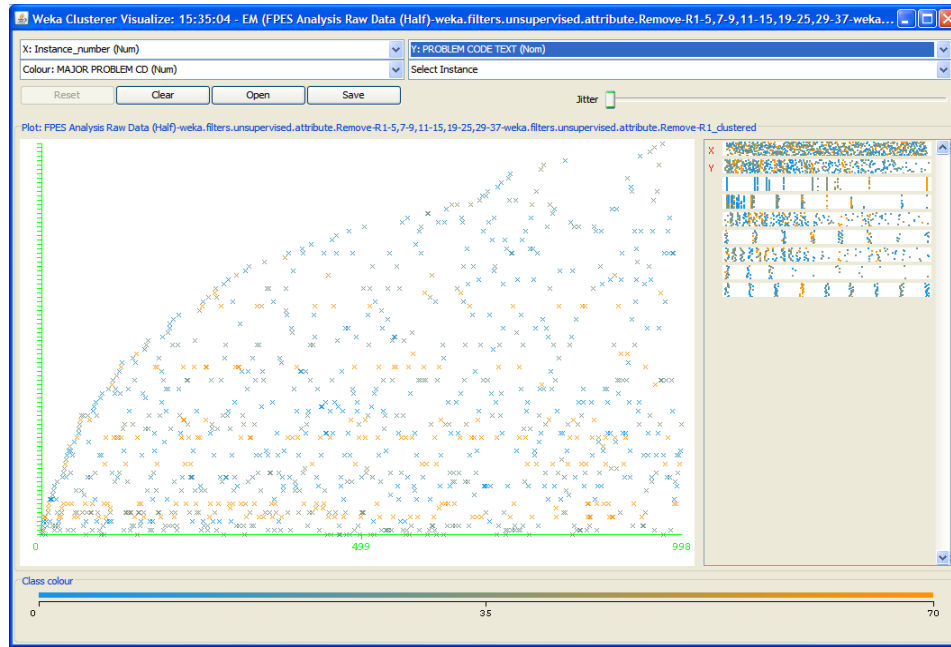 Weka Clusterer Visualize: 15:35:04 - EM (FPES Analysis Raw Data (Half)-weka.filters.unsupervised.attribute.Remove-R1-5,7-9,11-15,19-25,29-37-weka...
X: Instance_number (Num) Y: PROBLEM CODE TEXT (Nom)
Colour: MAJOR PROBLEM CD (Num) Select Instance
Reset Clear Open Save Jitter
Plot: FPES Analysis Raw Data (Half)-weka.filters.unsupervised.attribute.Remove-R1-5,7-9,11-15,19-25,29-37-weka.filters.unsupervised.attribute.Remove-R1_clustered
X
Y
0 499 998
Class colour
0 35 70